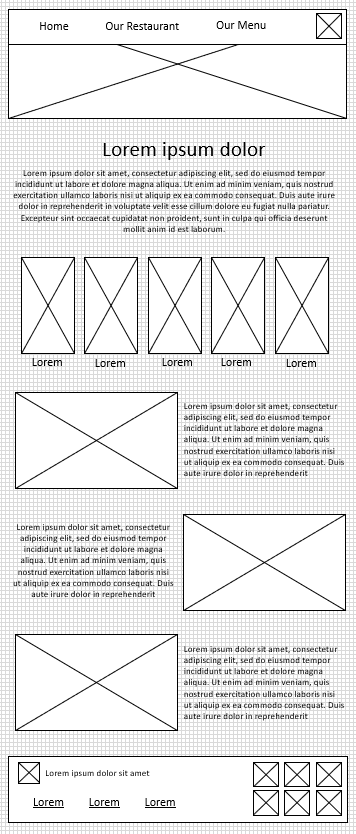 Home Our Restaurant Our Menu
Lorem ipsum dolor
Lorem ipsum dolor sit amet, consectetur adipiscing elit, sed do eiusmod tempor
incididunt ut labore et dolore magna aliqua. Ut enim ad minim veniam, quis nostrud
exercitation ullamco laboris nisi ut aliquip ex ea commodo consequat. Duis aute irure
dolor in reprehenderit in voluptate velit esse cillum dolore eu fugiat nulla pariatur.
Excepteur sint occaecat cupidatat non proident, sunt in culpa qui officia deserunt
mollit anim id est laborum.
Lorem Lorem Lorem Lorem Lorem
Lorem ipsum dolor sit amet, consectetur
adipiscing elit, sed do eiusmod tempor
incididunt ut labore et dolore magna
aliqua. Ut enim ad minim veniam, quis
nostrud exercitation ullamco laboris nisi
ut aliquip ex ea commodo consequat. Duis
aute irure dolor in reprehenderit
Lorem ipsum dolor sit amet, consectetur
adipiscing elit, sed do eiusmod tempor
incididunt ut labore et dolore magna
aliqua. Ut enim ad minim veniam, quis
nostrud exercitation ullamco laboris nisi
ut aliquip ex ea commodo consequat. Duis
aute irure dolor in reprehenderit
Lorem ipsum dolor sit amet, consectetur
adipiscing elit, sed do eiusmod tempor
incididunt ut labore et dolore magna
aliqua. Ut enim ad minim veniam, quis
nostrud exercitation ullamco laboris nisi
ut aliquip ex ea commodo consequat. Duis
aute irure dolor in reprehenderit
Lorem ipsum dolor sit amet
Lorem Lorem Lorem